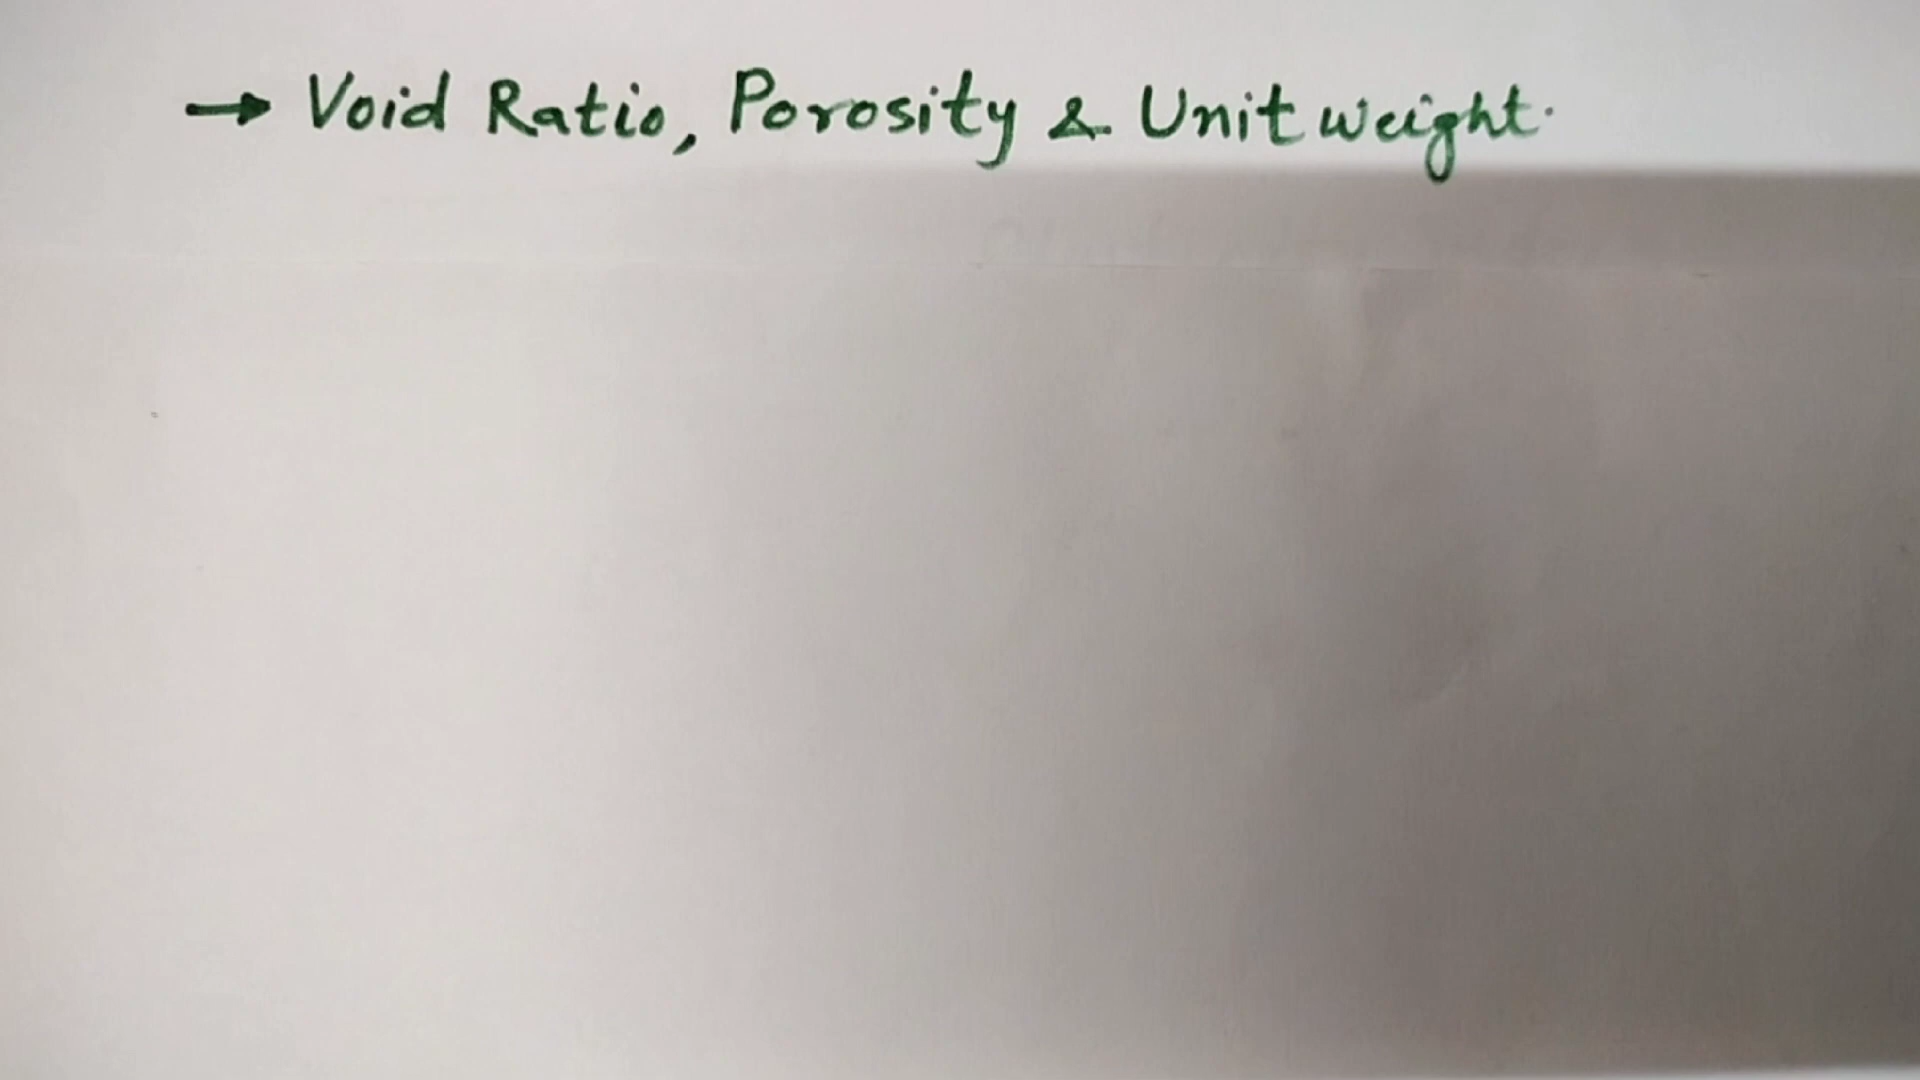 → Void Ratio, Porosity & Unit weight.